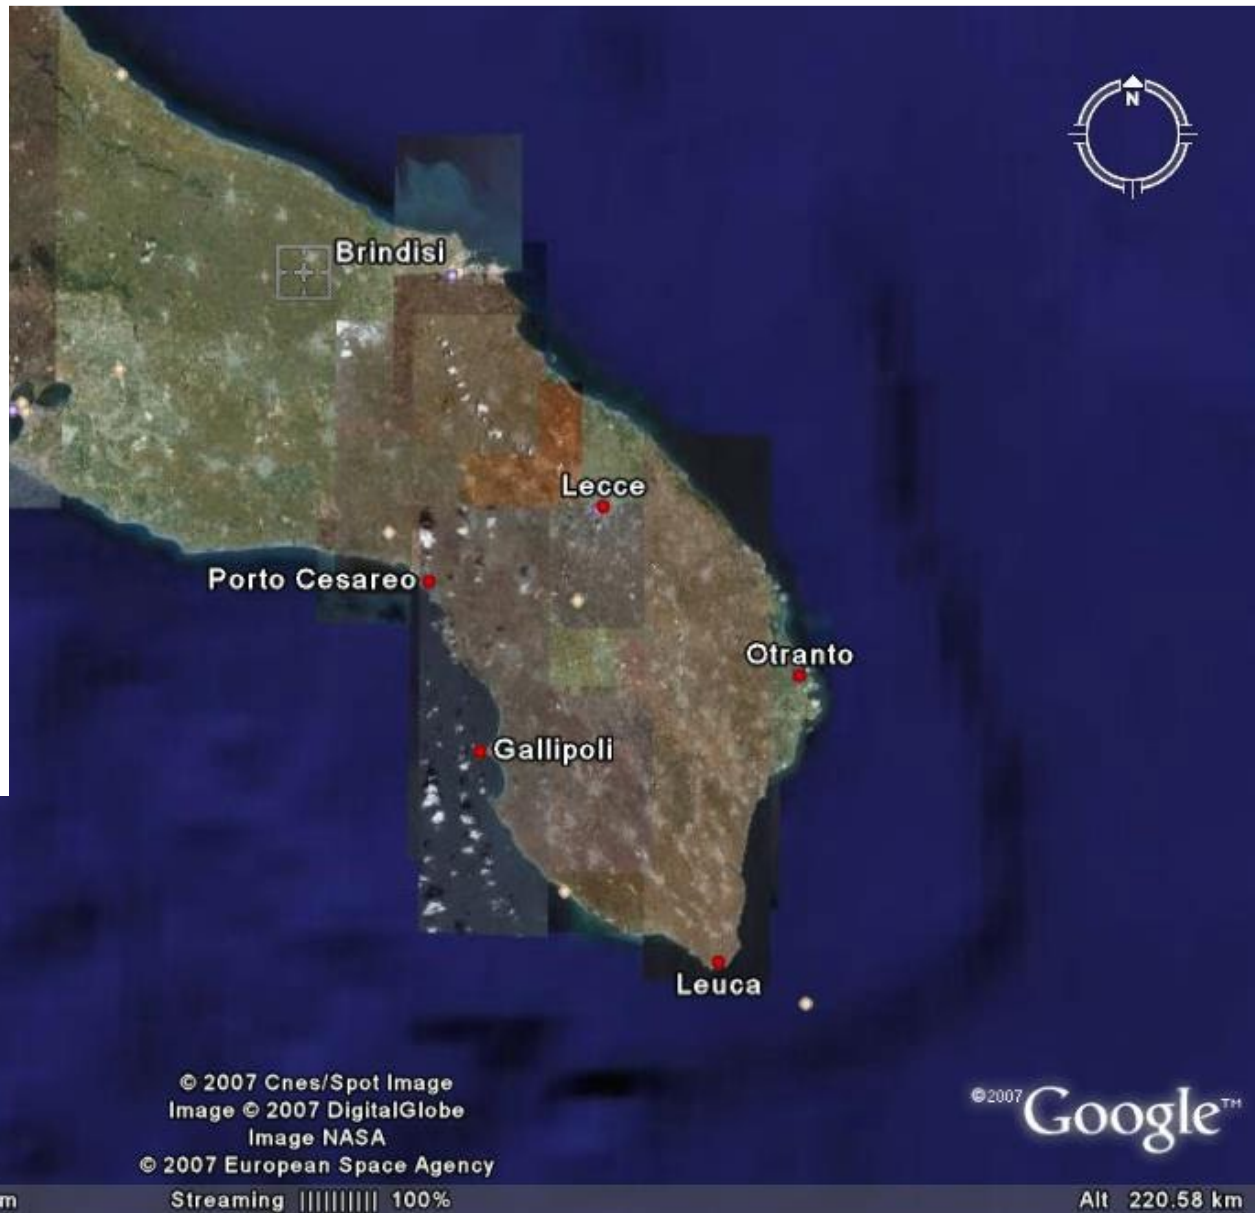 N
Brindisi
Lecce
Porto Cesareo
Otranto
Gallipoli
Leuca
© 2007 Cnes/Spot Image
Image © 2007 DigitalGlobe
Image NASA
© 2007 European Space Agency
©2007 Google™
m Streaming |||||||||| 100% Alt 220.58 km